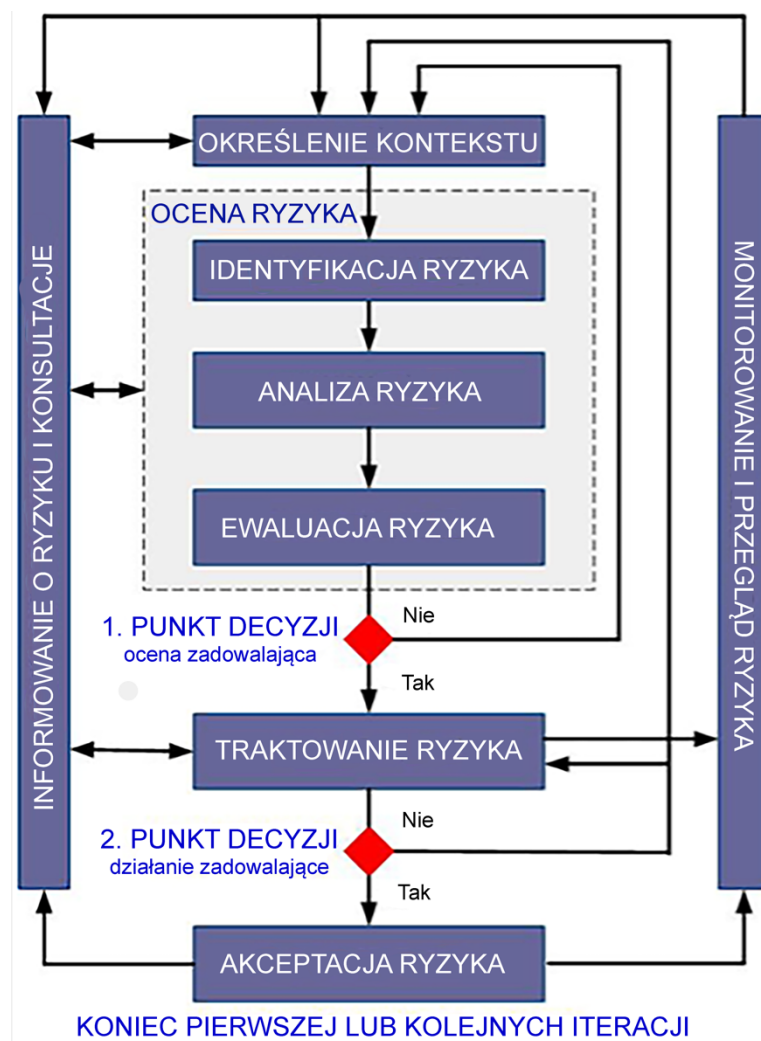 OKREŚLENIE KONTEKSTU
OCENA RYZYKA
IDENTYFIKACJA RYZYKA
ANALIZA RYZYKA
EWALUACJA RYZYKA
1. PUNKT DECYZJI
ocena zadowalająca
Nie
Tak
TRAKTOWANIE RYZYKA
2. PUNKT DECYZJI
działanie zadowalające
Nie
Tak
AKCEPTACJA RYZYKA
INFORMOWANIE O RYZYKU I KONSULTACJE
MONITOROWANIE I PRZEGLĄD RYZYKA
KONIEC PIERWSZEJ LUB KOLEJNYCH ITERACJI